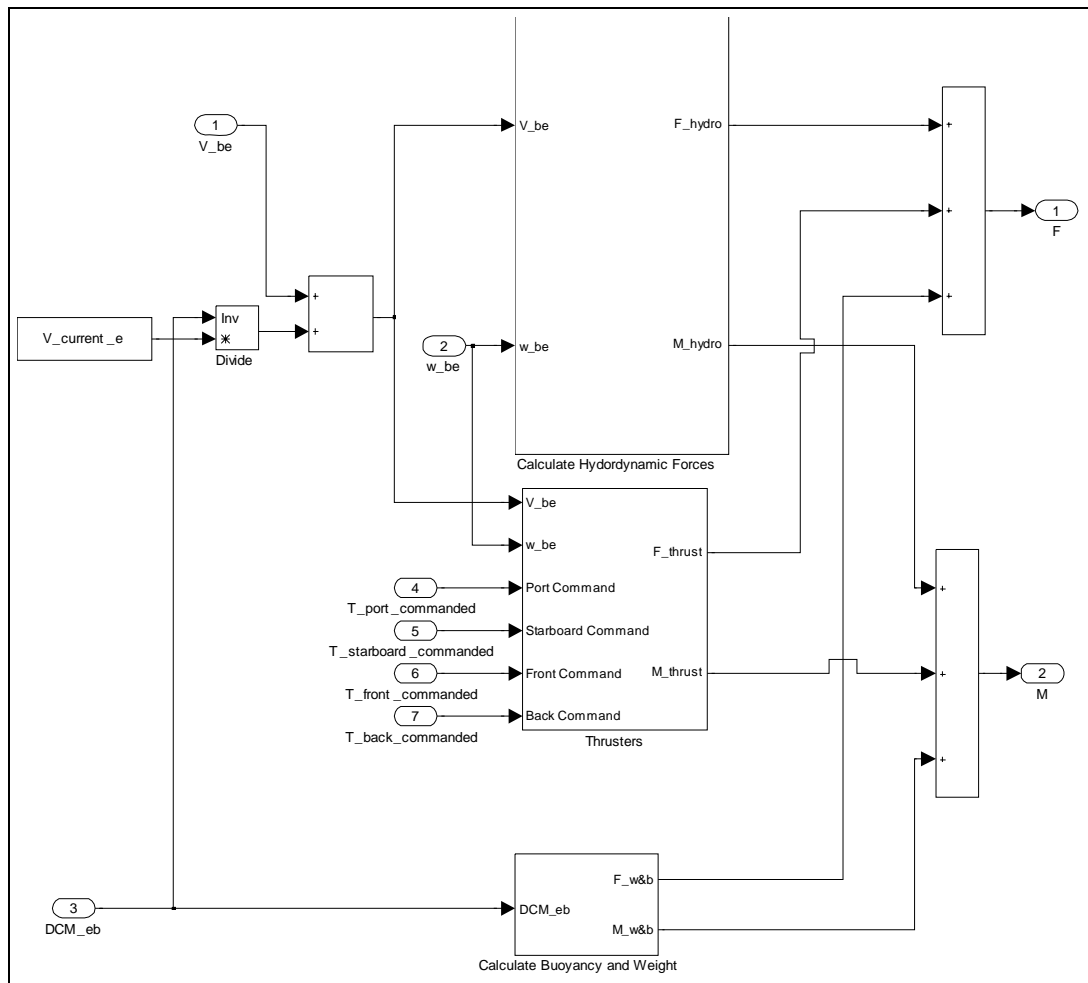 1
V_be
V_current _e
Inv
*
Divide
+
+
2
w_be
V_be
F_hydro
w_be
M_hydro
Calculate Hydordynamic Forces
V_be
w_be
F_thrust
Port Command
Starboard Command
Front Command
M_thrust
Back Command
Thrusters
4
T_port _commanded
5
T_starboard _commanded
6
T_front _commanded
7
T_back_commanded
3
DCM _eb
DCM_eb
F_w&b
M_w&b
Calculate Buoyancy and Weight
+
+
+
1
F
+
+
+
2
M